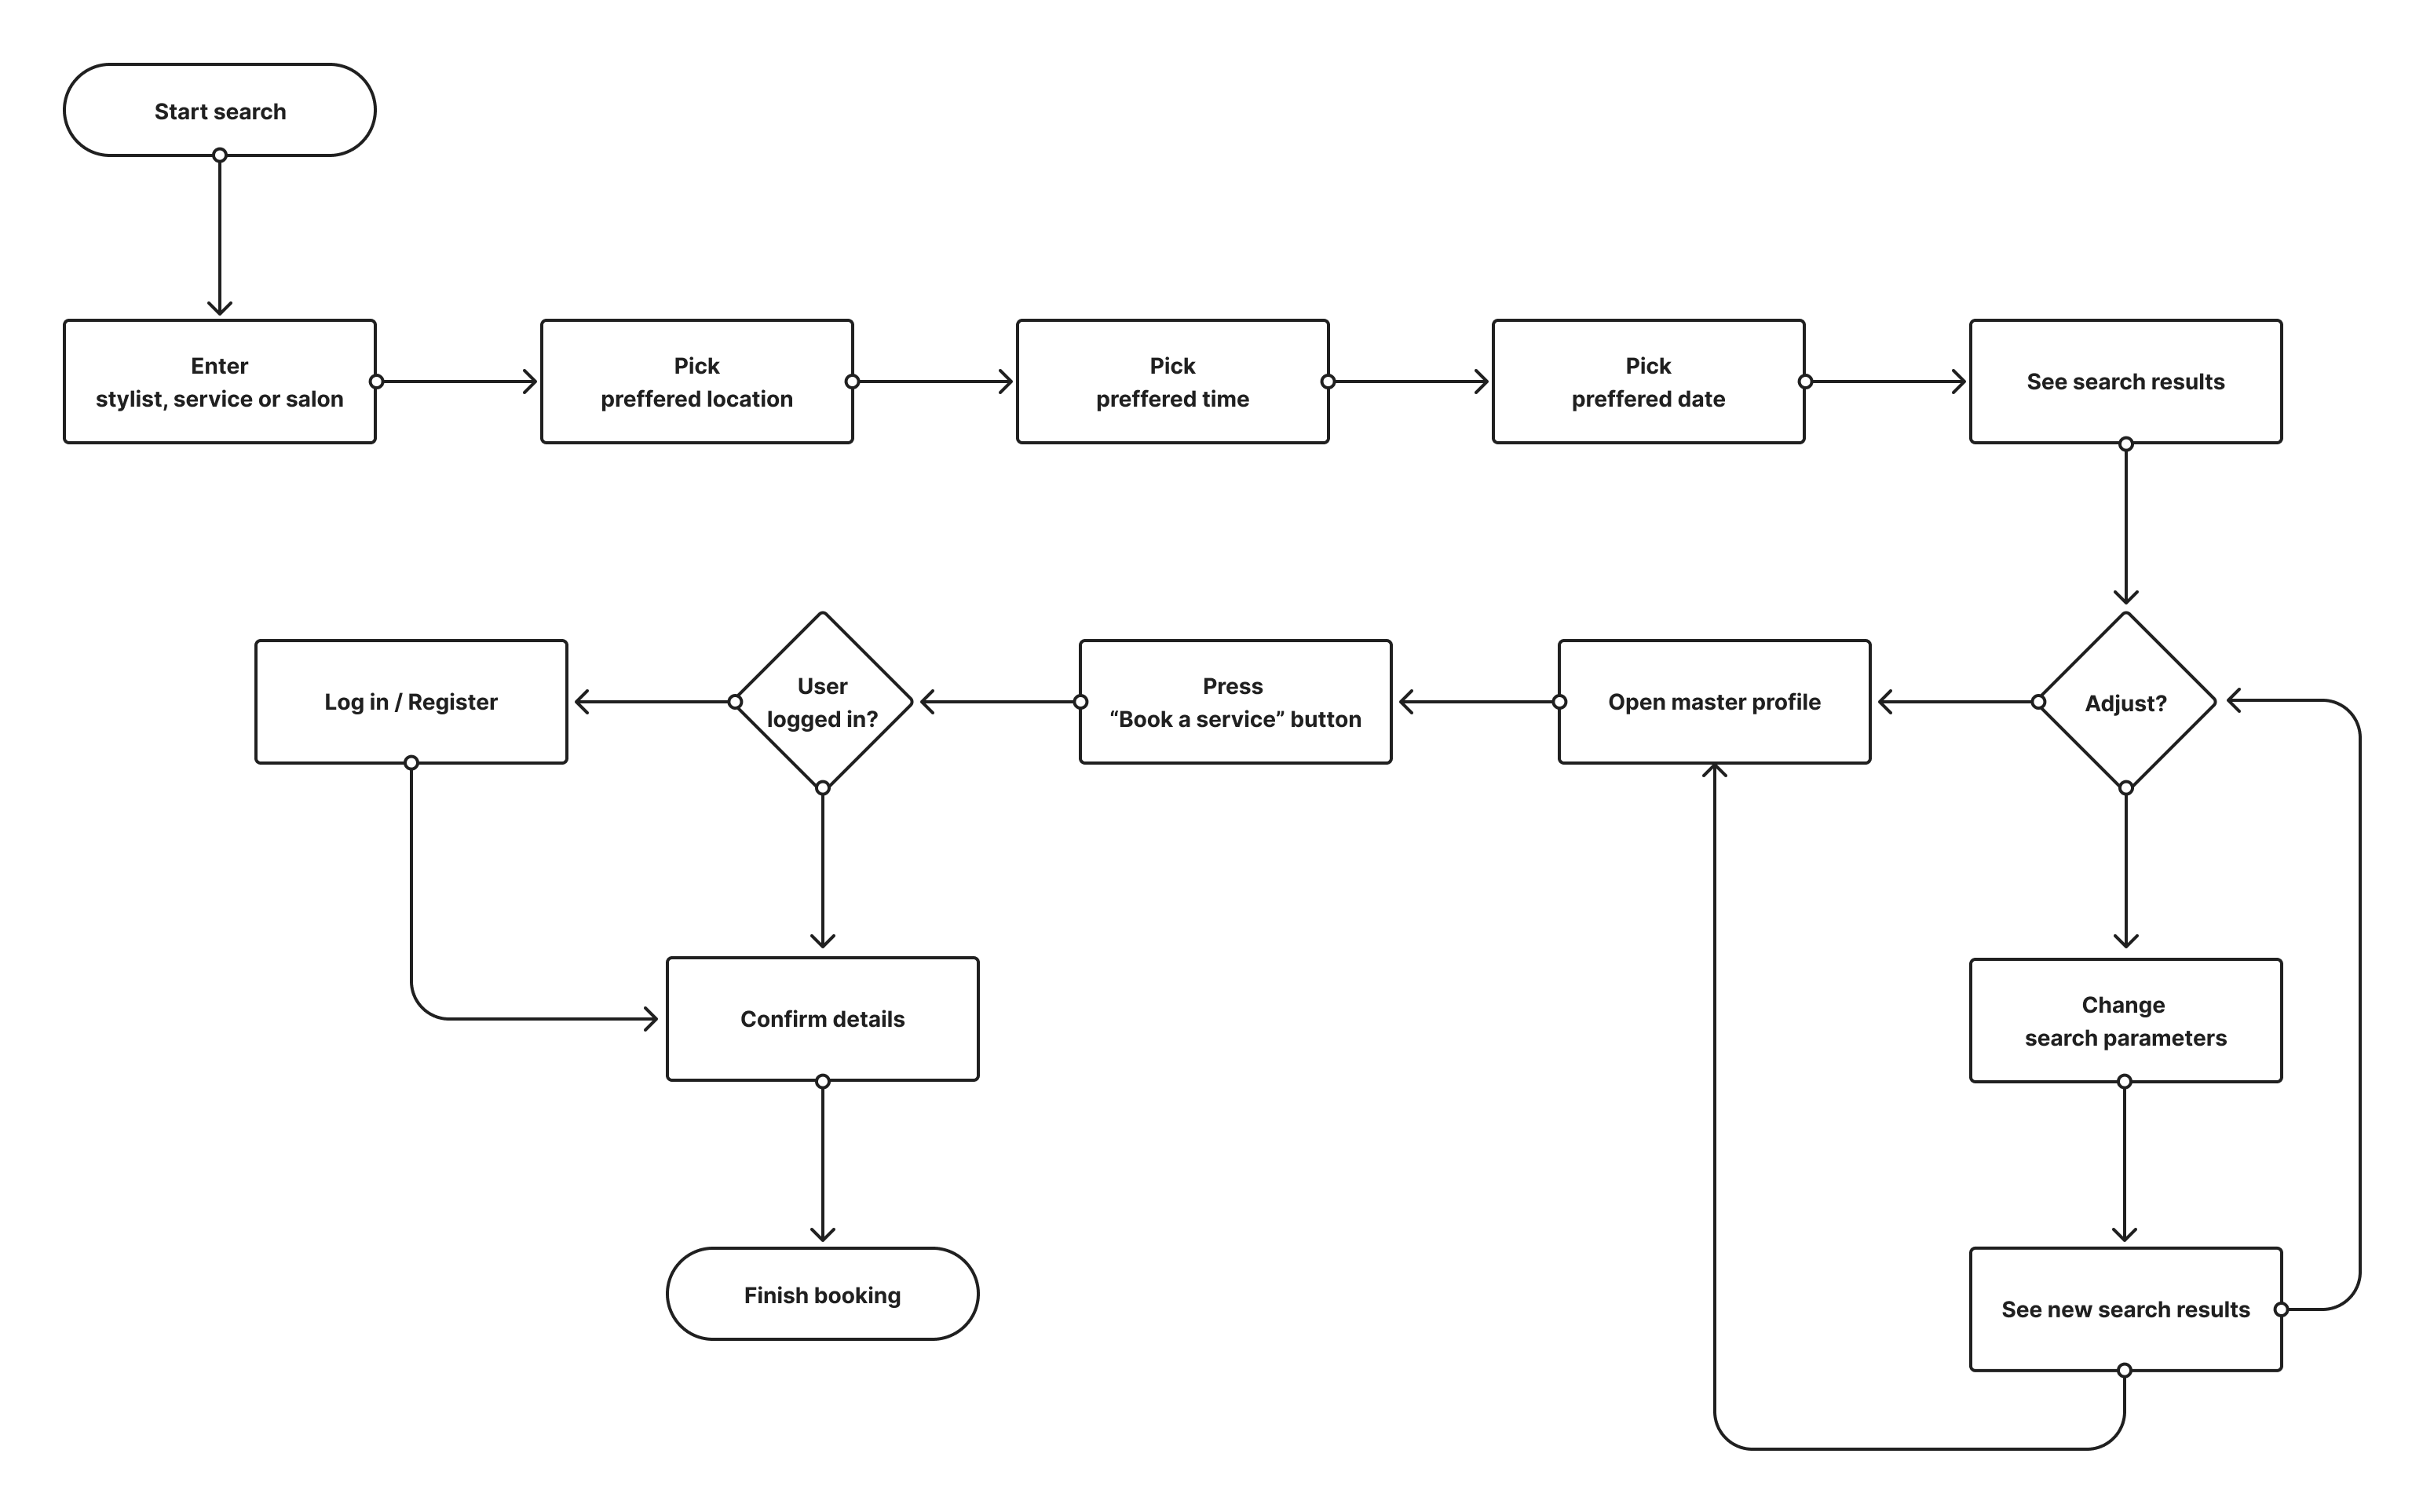 Start search
Enter
stylist, service or salon
Pick
preffered location
Pick
preffered time
Pick
preffered date
See search results
Log in / Register
User
logged in?
Press
“Book a service” button
Open master profile
Adjust?
Confirm details
Change
search parameters
Finish booking
See new search results